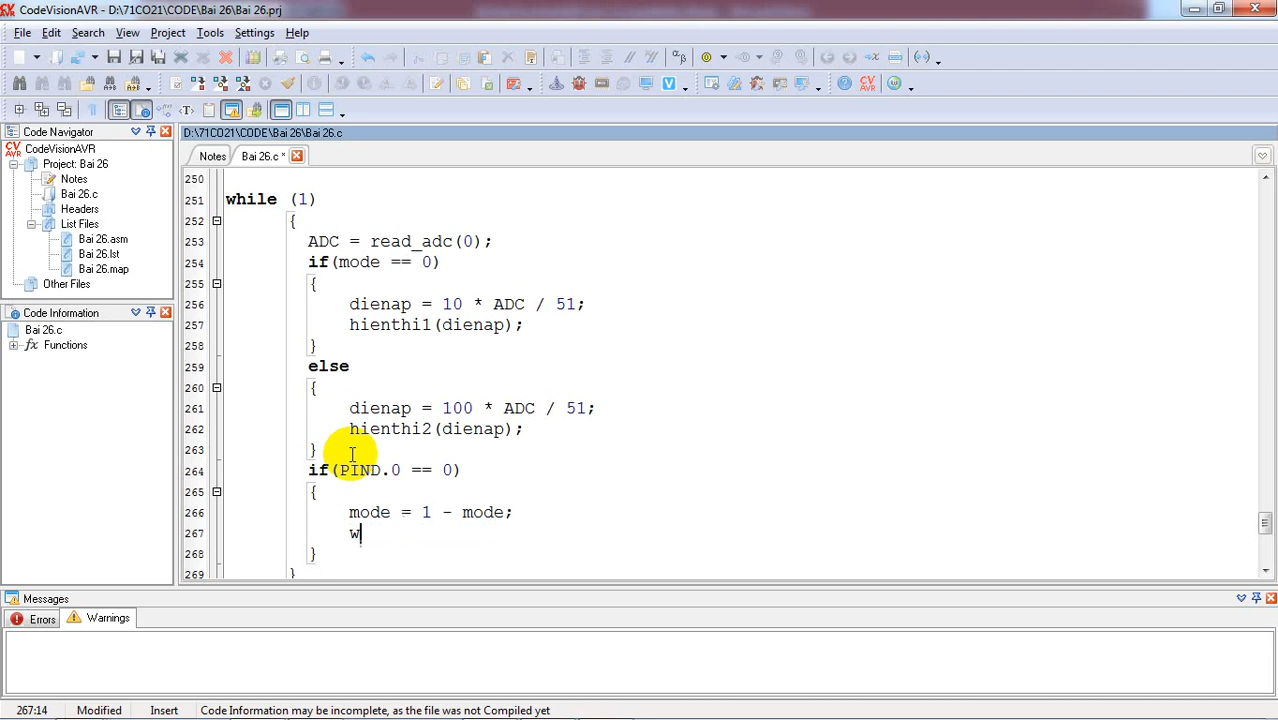 CodeVisionAVR - D:\71CO21\CODE\Bai 26\Bai 26.prj
File Edit Search View Project Tools Settings Help
Code Navigator
D:\71CO21\CODE\Bai 26\Bai 26.c
CodeVisionAVR
Project: Bai 26
Notes
Bai 26.c
Headers
List Files
Bai 26.asm
Bai 26.lst
Bai 26.map
Other Files
Code Information
Bai 26.c
Functions
Notes Bai 26.c *
250
251 while (1)
252 {
253 ADC = read_adc(0);
254 if(mode == 0)
255 {
256 dienap = 10 * ADC / 51;
257 hienthi1(dienap);
258 }
259 else
260 {
261 dienap = 100 * ADC / 51;
262 hienthi2(dienap);
263 }
264 if(PIND.0 == 0)
265 {
266 mode = 1 - mode;
267 w
268 }
269 }
Messages
Errors Warnings
267:14 Modified Insert Code Information may be incomplete, as the file was not Compiled yet